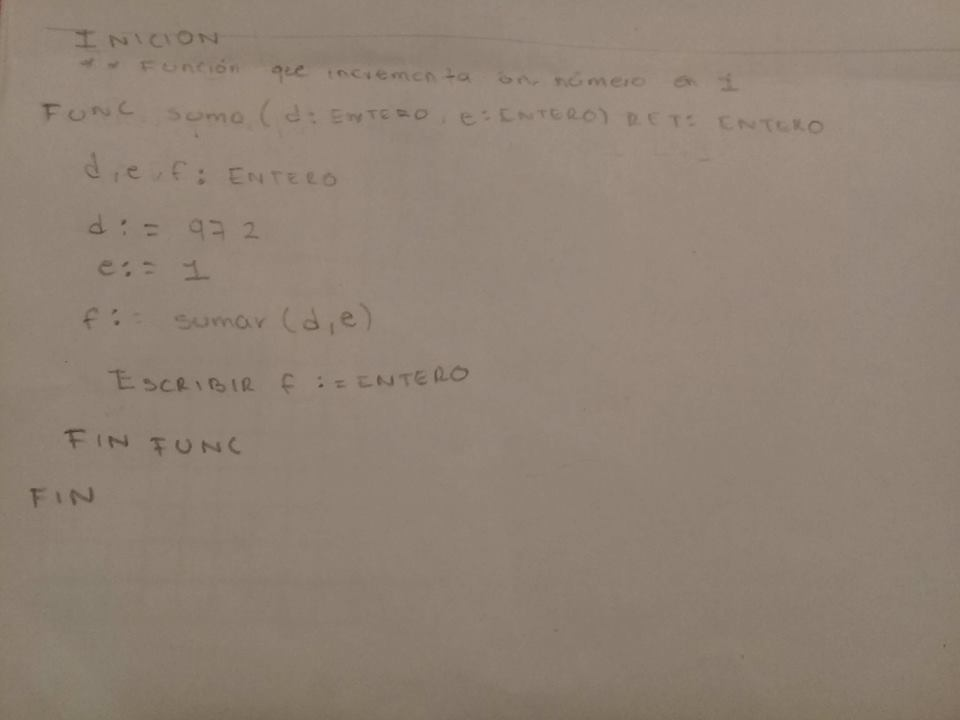 INICION
** Función que incrementa un número en 1
FUNC suma (d: ENTERO, e: ENTERO) RET: ENTERO
d, e, f: ENTERO
d := 972
e := 1
f := sumar (d, e)
ESCRIBIR f := ENTERO
FIN FUNC
FIN